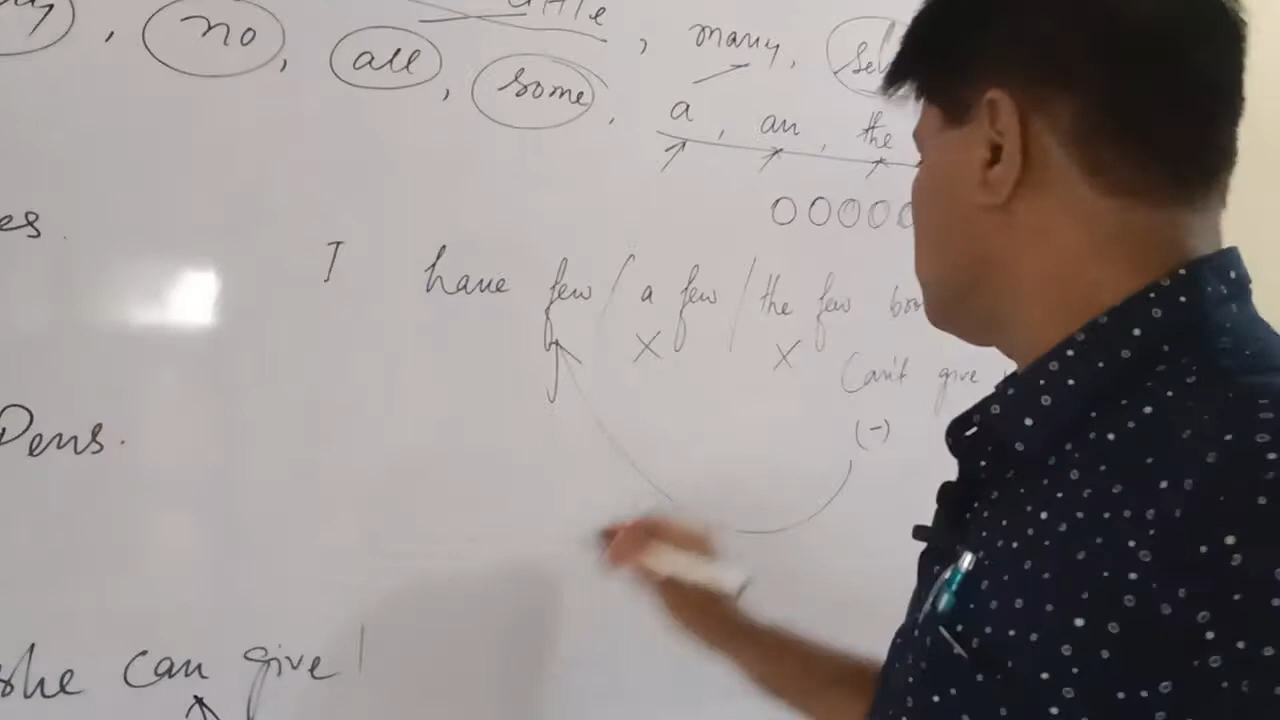 , no, all, some, many,
a, an, the
es.
I have few / a few / the few
Can't give
(-)
Pens.
she can give